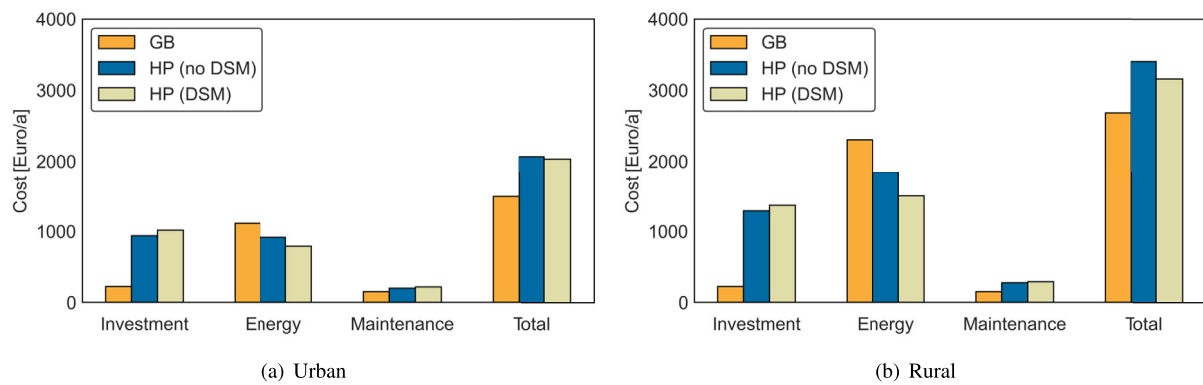 Cost [Euro/a]
4000
3000
2000
1000
0
GB
HP (no DSM)
HP (DSM)
Investment Energy Maintenance Total
(a) Urban
Cost [Euro/a]
4000
3000
2000
1000
0
GB
HP (no DSM)
HP (DSM)
Investment Energy Maintenance Total
(b) Rural